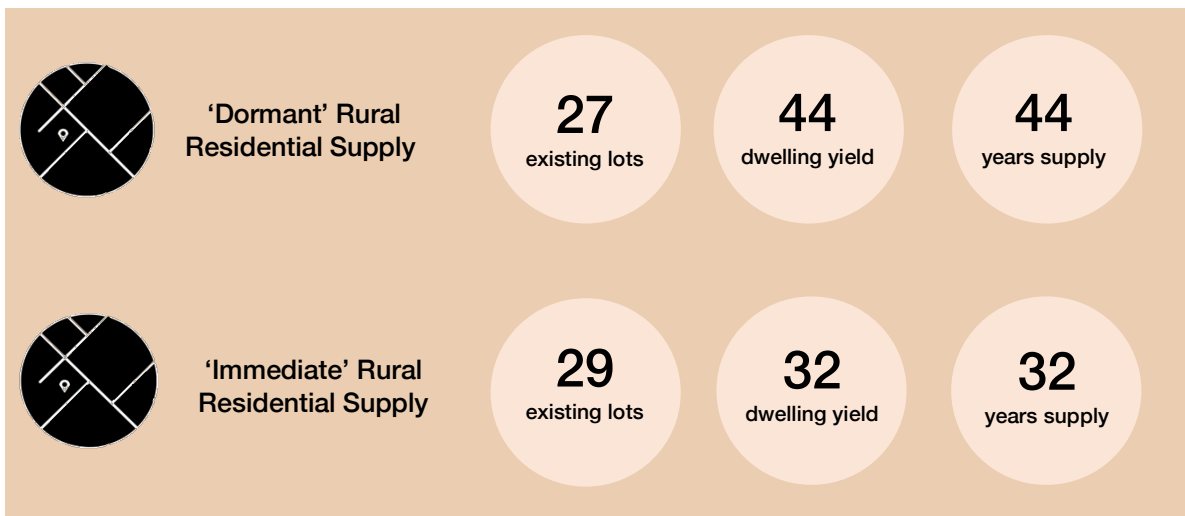 ‘Dormant’ Rural
Residential Supply
27
existing lots
44
dwelling yield
44
years supply
‘Immediate’ Rural
Residential Supply
29
existing lots
32
dwelling yield
32
years supply